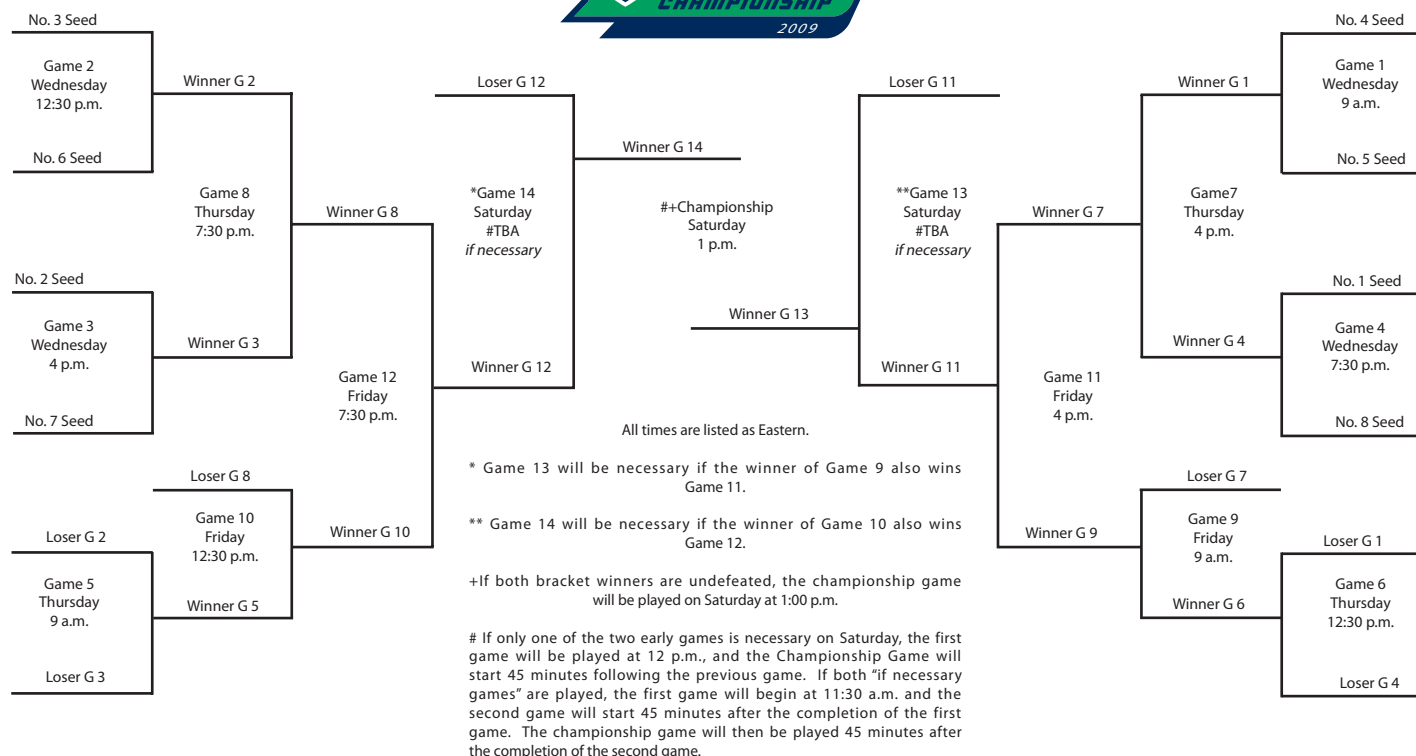 CHAMPIONSHIP
2009
No. 3 Seed
Game 2
Wednesday
12:30 p.m.
No. 6 Seed
Winner G 2
Game 8
Thursday
7:30 p.m.
No. 2 Seed
Game 3
Wednesday
4 p.m.
No. 7 Seed
Winner G 3
Winner G 8
Game 12
Friday
7:30 p.m.
Loser G 8
Game 10
Friday
12:30 p.m.
Loser G 2
Game 5
Thursday
9 a.m.
Loser G 3
Winner G 5
Winner G 10
Loser G 12
*Game 14
Saturday
#TBA
if necessary
Winner G 12
Winner G 14
#+Championship
Saturday
1 p.m.
Winner G 13
Loser G 11
**Game 13
Saturday
#TBA
if necessary
Winner G 11
No. 4 Seed
Game 1
Wednesday
9 a.m.
No. 5 Seed
Winner G 1
Game7
Thursday
4 p.m.
Winner G 7
No. 1 Seed
Game 4
Wednesday
7:30 p.m.
No. 8 Seed
Winner G 4
Game 11
Friday
4 p.m.
Loser G 7
Game 9
Friday
9 a.m.
Winner G 9
Loser G 1
Game 6
Thursday
12:30 p.m.
Loser G 4
Winner G 6
All times are listed as Eastern.
* Game 13 will be necessary if the winner of Game 9 also wins
Game 11.
** Game 14 will be necessary if the winner of Game 10 also wins
Game 12.
+If both bracket winners are undefeated, the championship game
will be played on Saturday at 1:00 p.m.
# If only one of the two early games is necessary on Saturday, the first
game will be played at 12 p.m., and the Championship Game will
start 45 minutes following the previous game. If both "if necessary
games" are played, the first game will begin at 11:30 a.m. and the
second game will start 45 minutes after the completion of the first
game. The championship game will then be played 45 minutes after
the completion of the second game.